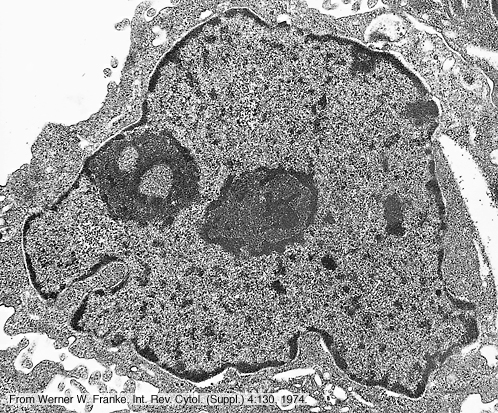 From Werner W. Franke, Int. Rev. Cytol. (Suppl.) 4:130, 1974.